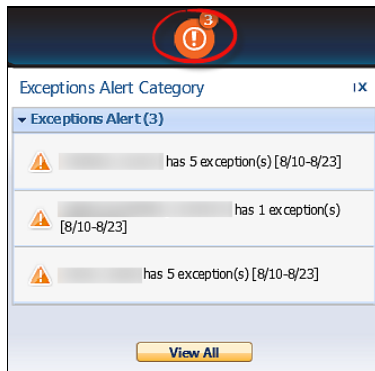 3
Exceptions Alert Category
Exceptions Alert (3)
has 5 exception(s) [8/10-8/23]
has 1 exception(s)
[8/10-8/23]
has 5 exception(s) [8/10-8/23]
View All